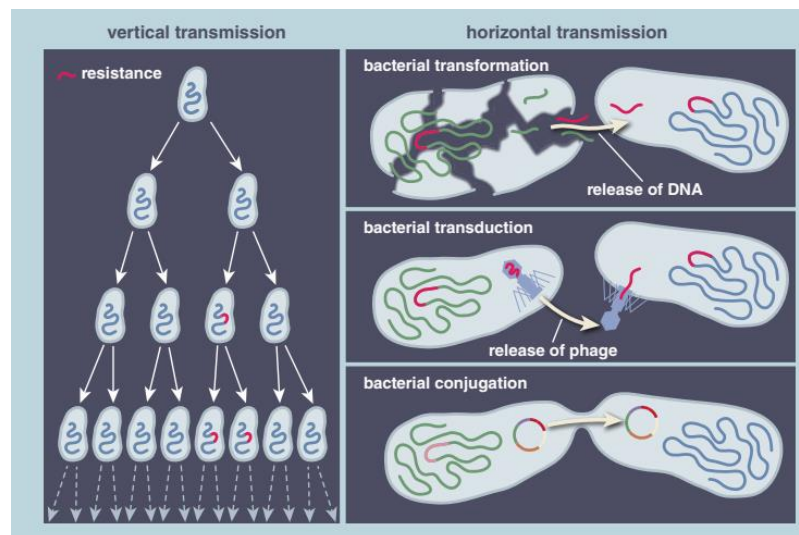 vertical transmission
horizontal transmission
resistance
bacterial transformation
release of DNA
bacterial transduction
release of phage
bacterial conjugation